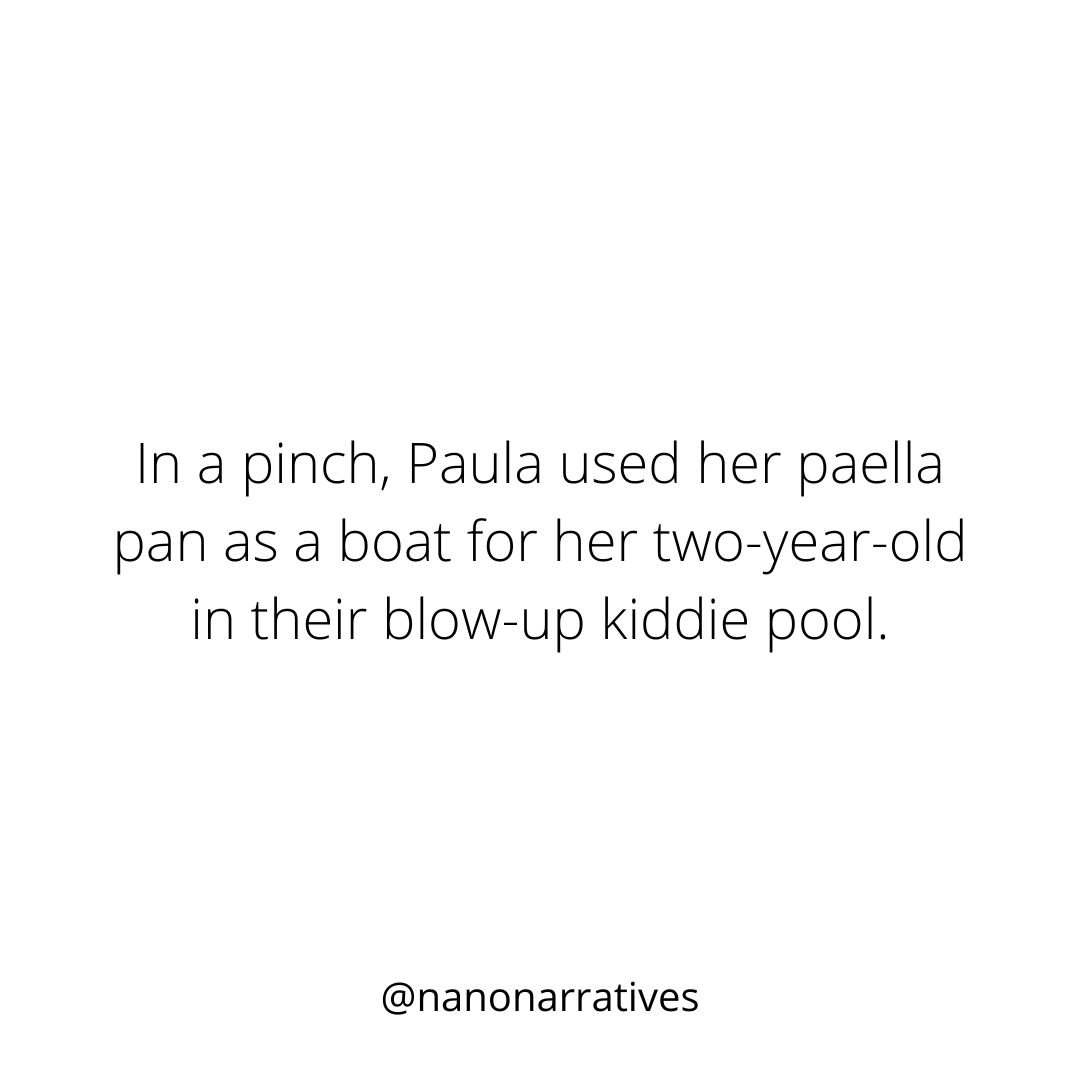 In a pinch, Paula used her paella
pan as a boat for her two-year-old
in their blow-up kiddie pool.
@nanonarratives